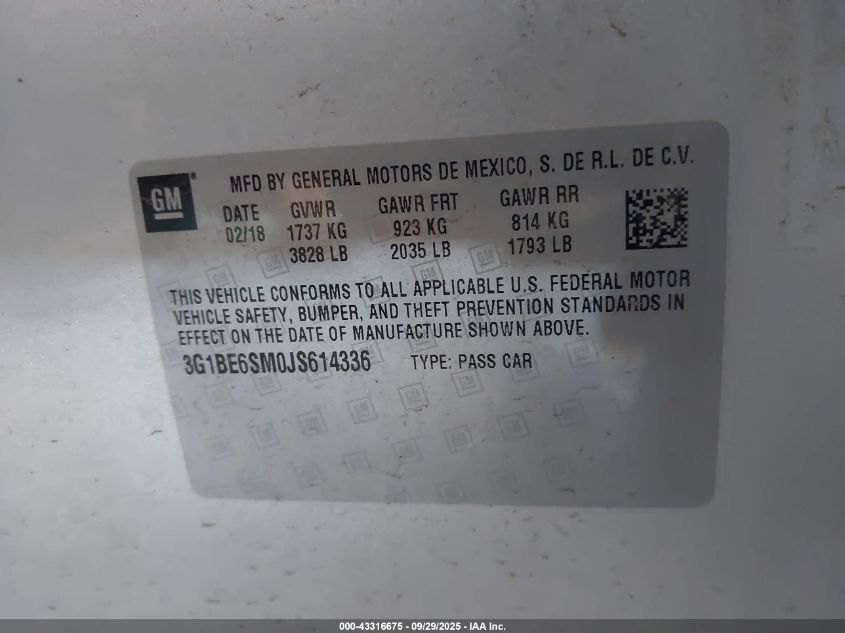 GM
MFD BY GENERAL MOTORS DE MEXICO, S. DE R.L. DE C.V.
DATE GVWR GAWR FRT GAWR RR
02/18 1737 KG 923 KG 814 KG
3828 LB 2035 LB 1793 LB
THIS VEHICLE CONFORMS TO ALL APPLICABLE U.S. FEDERAL MOTOR
VEHICLE SAFETY, BUMPER, AND THEFT PREVENTION STANDARDS IN
EFFECT ON THE DATE OF MANUFACTURE SHOWN ABOVE.
3G1BE6SM0JS614336 TYPE: PASS CAR
000-43316675 - 09/29/2025 - IAA Inc.